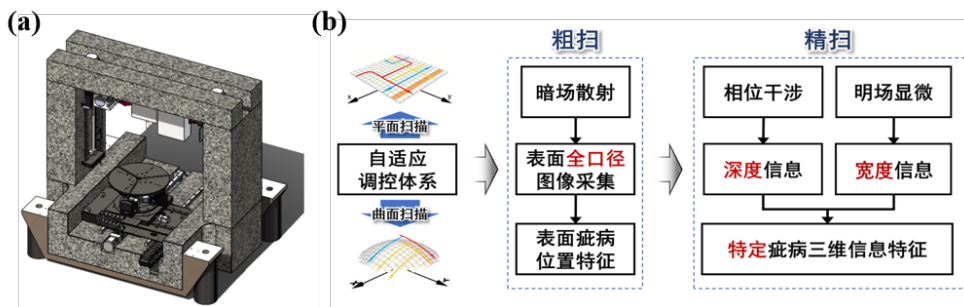 (a)
(b)
x
y
平面扫描
自适应
调控体系
曲面扫描
粗扫
暗场散射
表面全口径
图像采集
表面疵病
位置特征
精扫
相位干涉
明场显微
深度信息
宽度信息
特定疵病三维信息特征